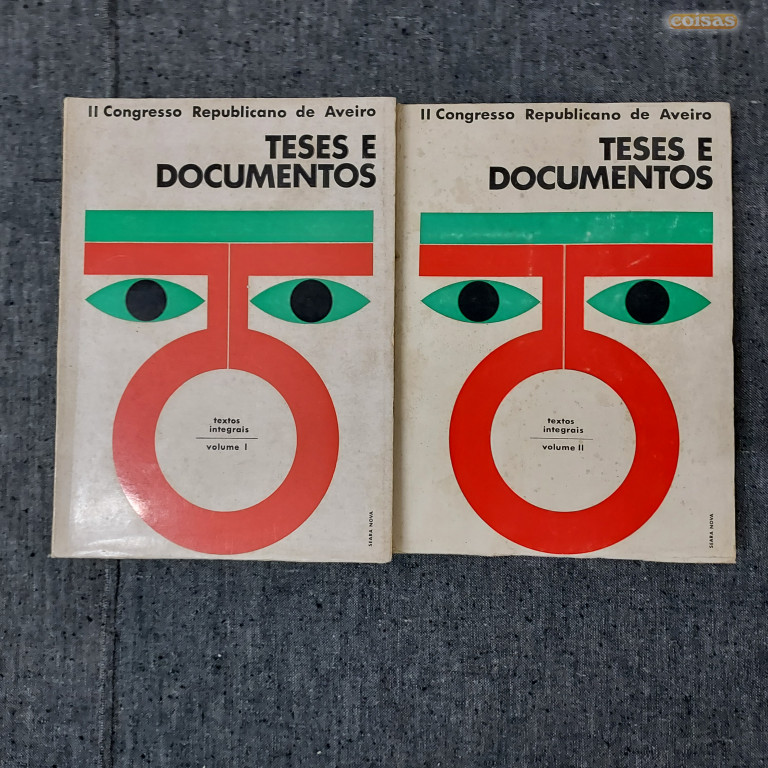 coisas
II Congresso Republicano de Aveiro
TESES E
DOCUMENTOS
textos
integrais
volume I
SEARA NOVA
II Congresso Republicano de Aveiro
TESES E
DOCUMENTOS
textos
integrais
volume II
SEARA NOVA